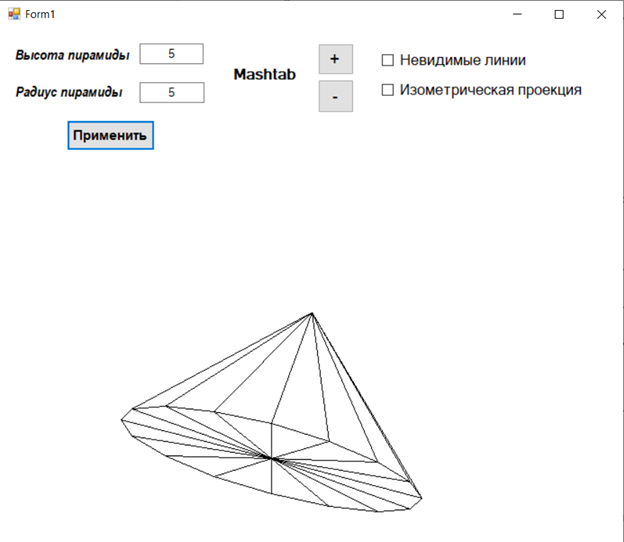 Form1
Высота пирамиды 5
Радиус пирамиды 5
Применить
Mashtab
+
-
Невидимые линии
Изометрическая проекция